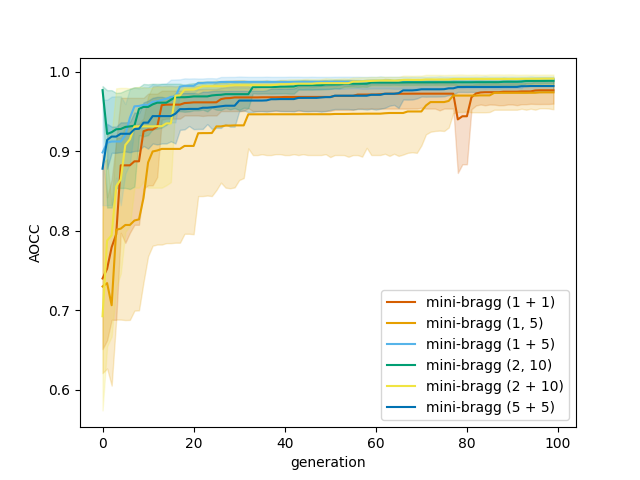 1.0
0.9
0.8
0.7
0.6
AOCC
0
20
40
60
80
100
generation
mini-bragg (1 + 1)
mini-bragg (1, 5)
mini-bragg (1 + 5)
mini-bragg (2, 10)
mini-bragg (2 + 10)
mini-bragg (5 + 5)